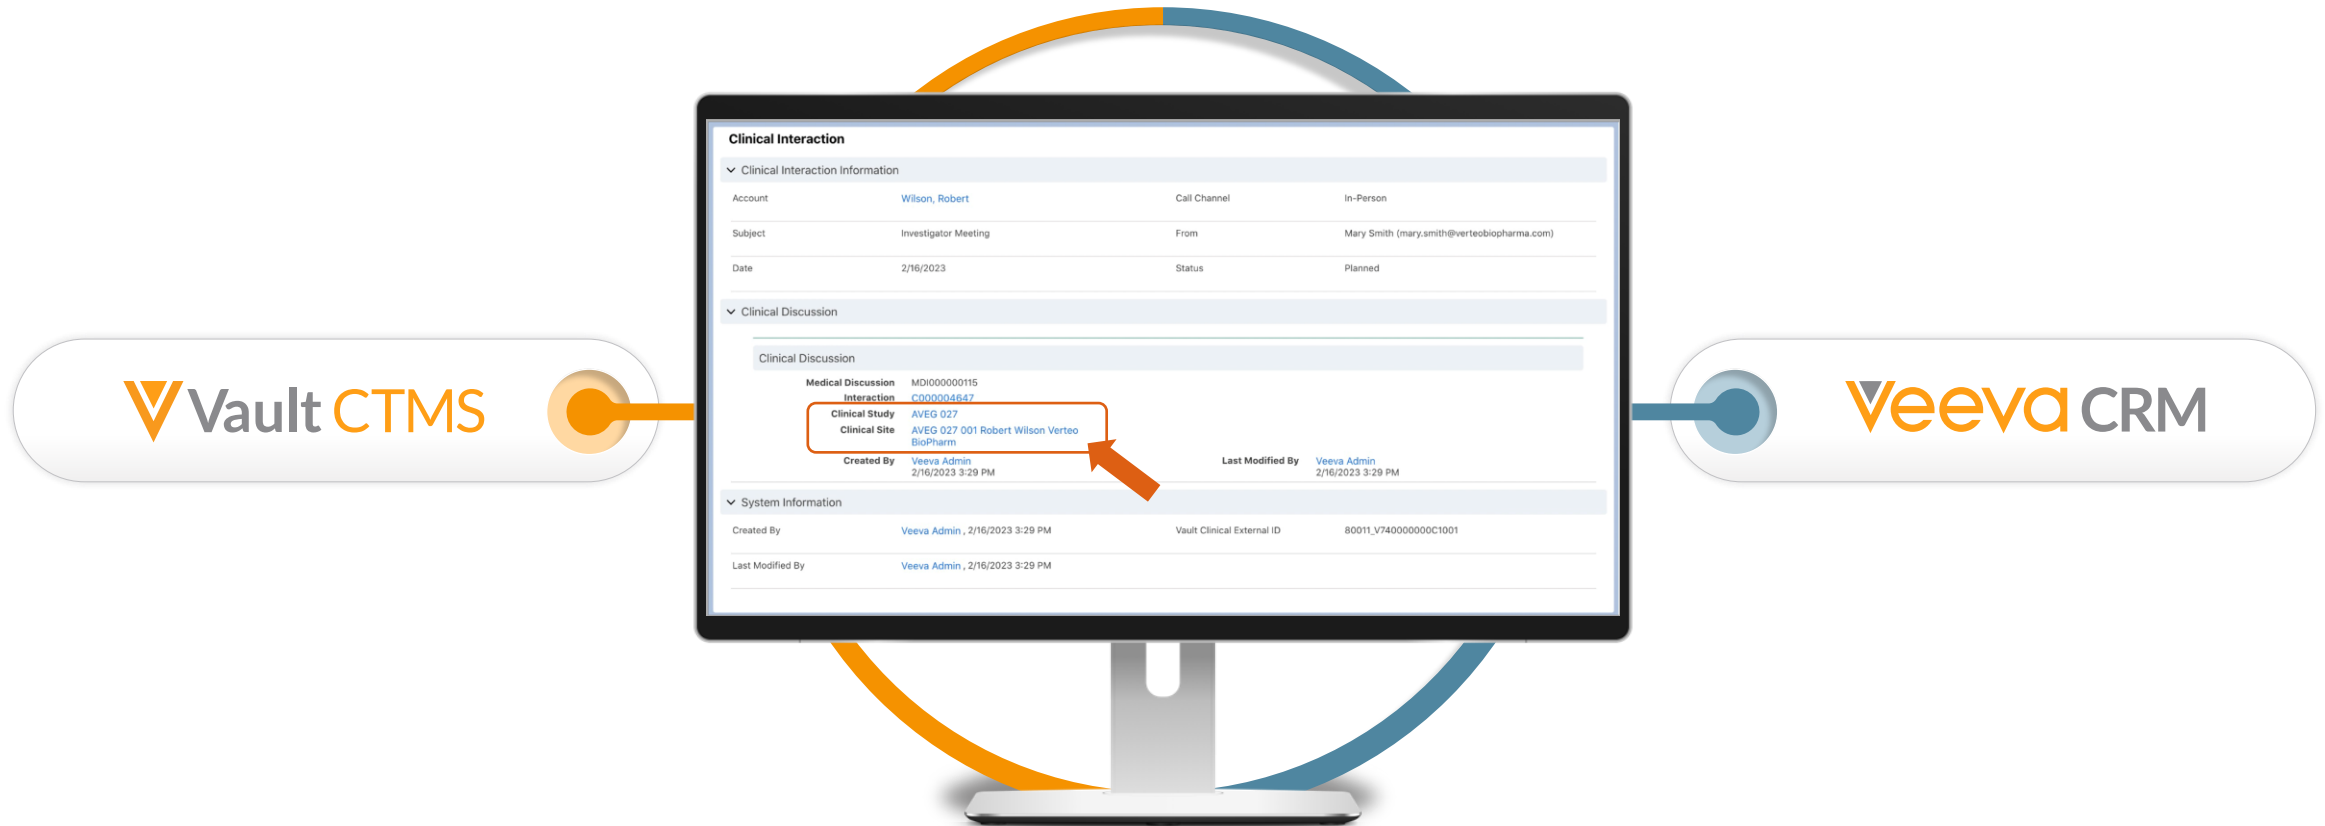 Clinical Interaction
Clinical Interaction Information
Account Wilson, Robert Call Channel In-Person
Subject Investigator Meeting From Mary Smith (mary.smith@verteobiopharma.com)
Date 2/16/2023 Status Planned
Clinical Discussion
Clinical Discussion
Medical Discussion MDI000000115
Interaction C000004647
Clinical Study AVEG 027
Clinical Site AVEG 027 001 Robert Wilson Verteo
BioPharm
Created By Veeva Admin Last Modified By Veeva Admin
2/16/2023 3:29 PM 2/16/2023 3:29 PM
System Information
Created By Veeva Admin , 2/16/2023 3:29 PM Vault Clinical External ID 80011_V740000000C1001
Last Modified By Veeva Admin , 2/16/2023 3:29 PM
Vault CTMS
Veeva CRM